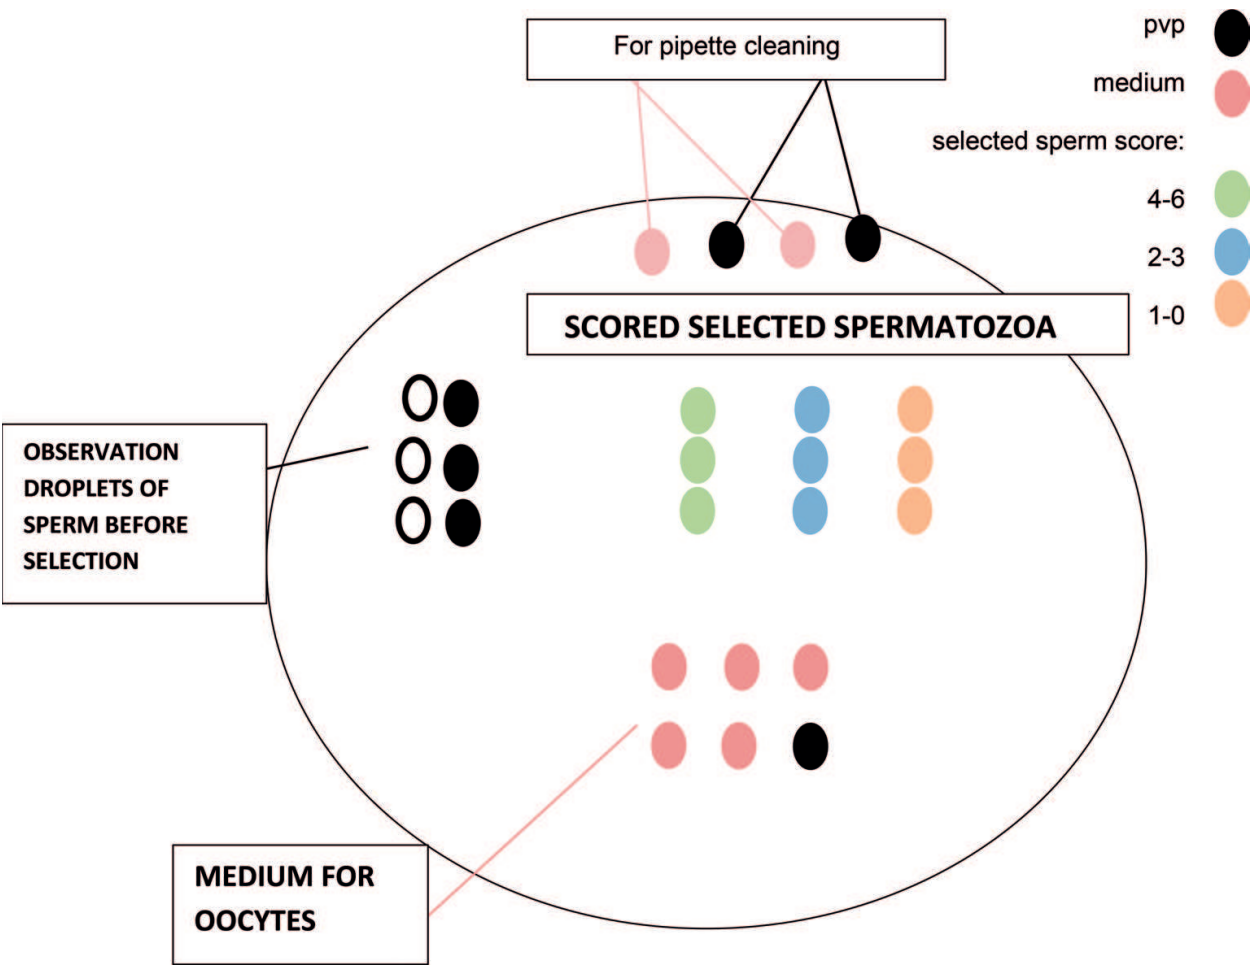 For pipette cleaning
pvp
medium
selected sperm score:
4-6
2-3
1-0
SCORED SELECTED SPERMATOZOA
OBSERVATION
DROPLETS OF
SPERM BEFORE
SELECTION
MEDIUM FOR
OOCYTES